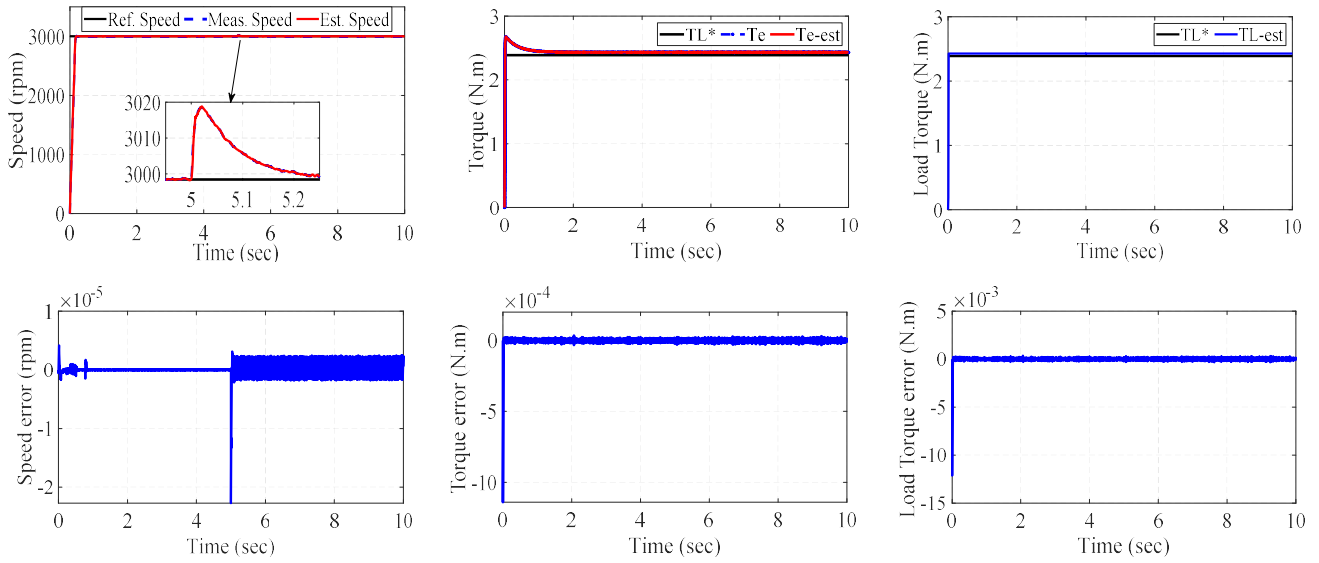 Ref. Speed Meas. Speed Est. Speed
3000
2000
1000
0
Speed (rpm)
3020
3010
3000
5 5.1 5.2
0 2 4 6 8 10
Time (sec)
TL* Te Te-est
3
2
1
0
Torque (N.m)
0 2 4 6 8 10
Time (sec)
TL* TL-est
3
2
1
0
Load Torque (N.m)
0 2 4 6 8 10
Time (sec)
×10-5
1
0
-1
-2
Speed error (rpm)
0 2 4 6 8 10
Time (sec)
×10-4
0
-5
-10
Torque error (N.m)
0 2 4 6 8 10
Time (sec)
×10-3
5
0
-5
-10
-15
Load Torque error (N.m)
0 2 4 6 8 10
Time (sec)